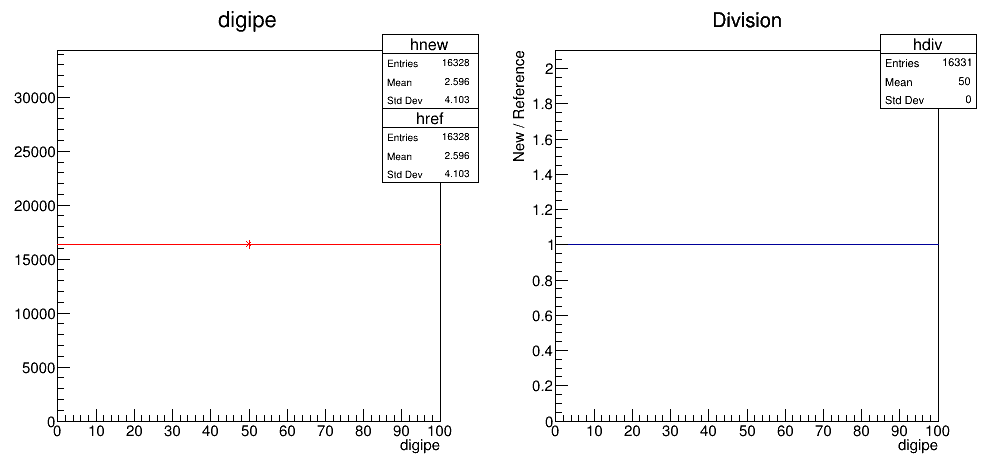 digipe
hnew
Entries 16328
Mean 2.596
Std Dev 4.103
href
Entries 16328
Mean 2.596
Std Dev 4.103
30000
25000
20000
15000
10000
5000
0
0 10 20 30 40 50 60 70 80 90 100
digipe
Division
hdiv
Entries 16331
Mean 50
Std Dev 0
New / Reference
2
1.8
1.6
1.4
1.2
1
0.8
0.6
0.4
0.2
0
0 10 20 30 40 50 60 70 80 90 100
digipe